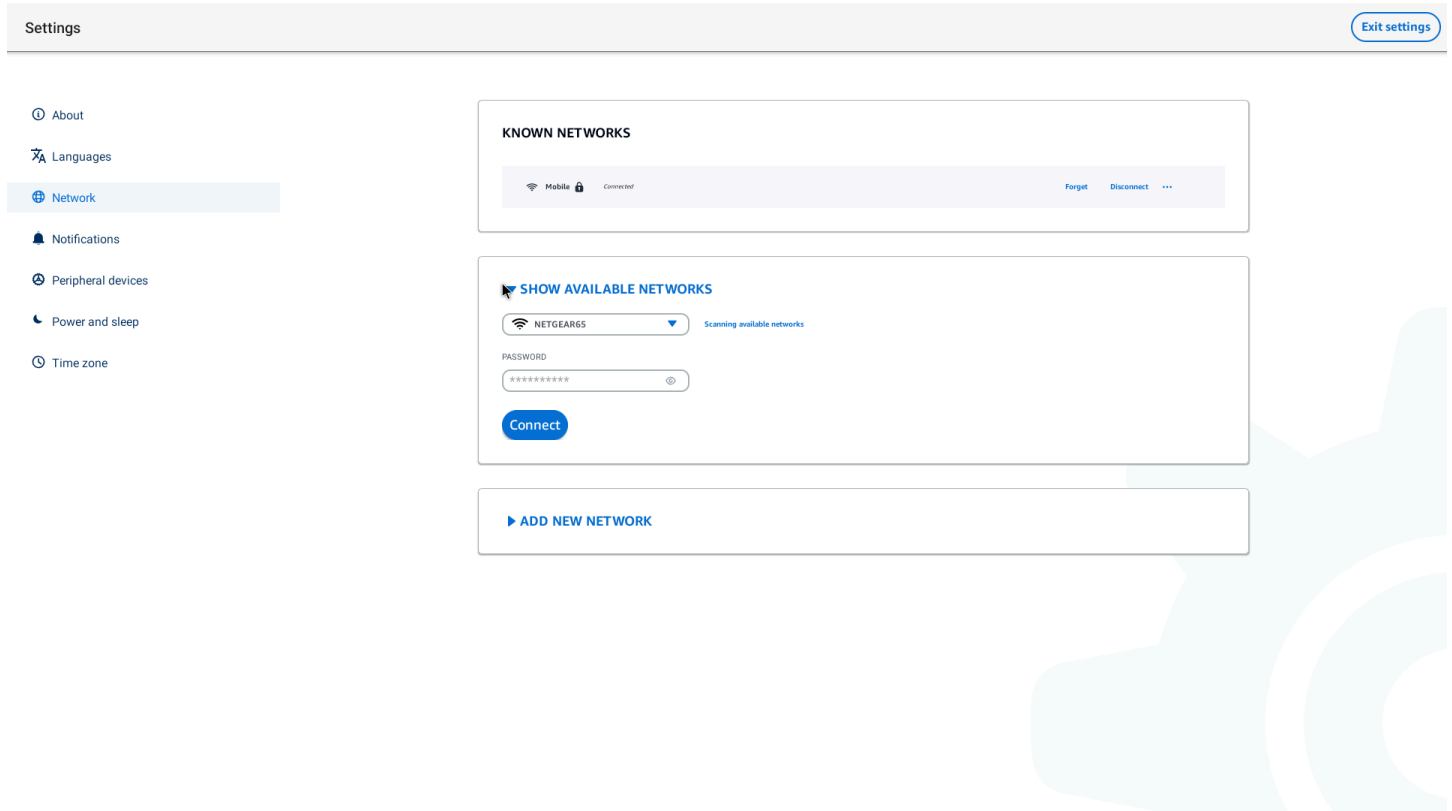 Settings
Exit settings
About
Languages
Network
Notifications
Peripheral devices
Power and sleep
Time zone
KNOWN NETWORKS
Mobile Connected Forget Disconnect ···
SHOW AVAILABLE NETWORKS
NETGEAR65 Scanning available networks
PASSWORD
**********
Connect
ADD NEW NETWORK